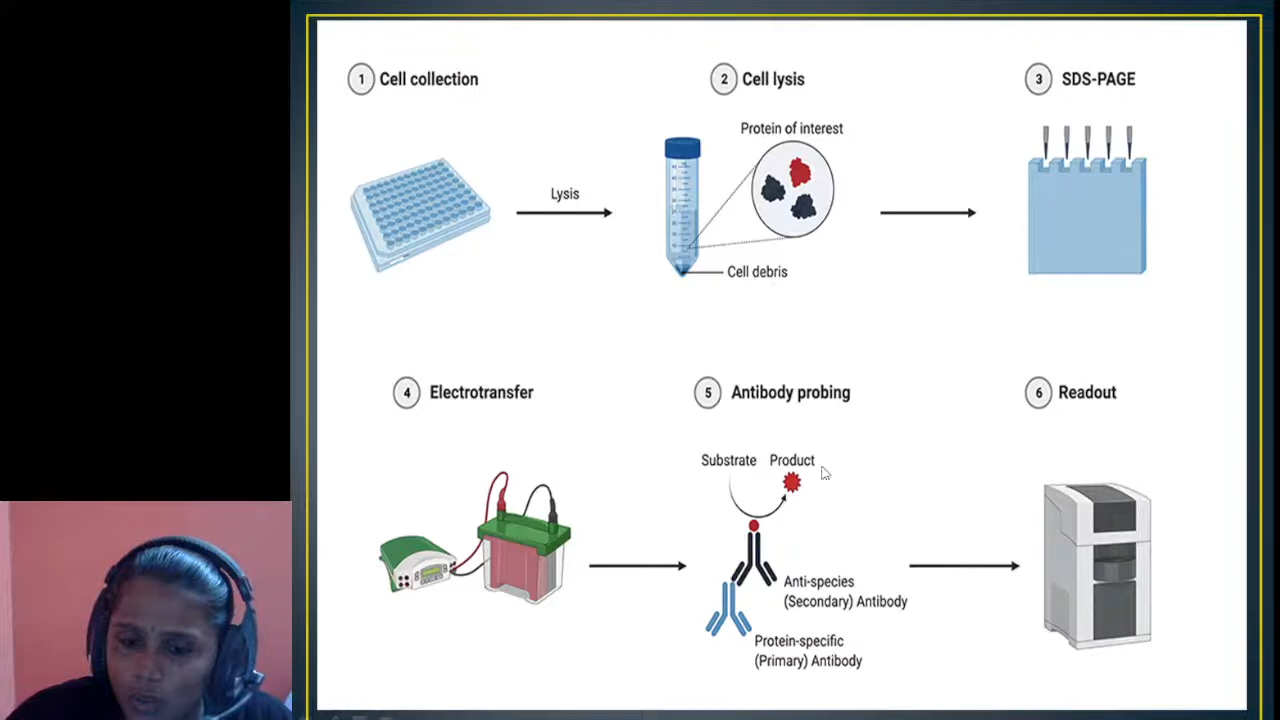 1 Cell collection
2 Cell lysis
3 SDS-PAGE
Protein of interest
Lysis
Cell debris
4 Electrotransfer
5 Antibody probing
6 Readout
Substrate Product
Anti-species
(Secondary) Antibody
Protein-specific
(Primary) Antibody